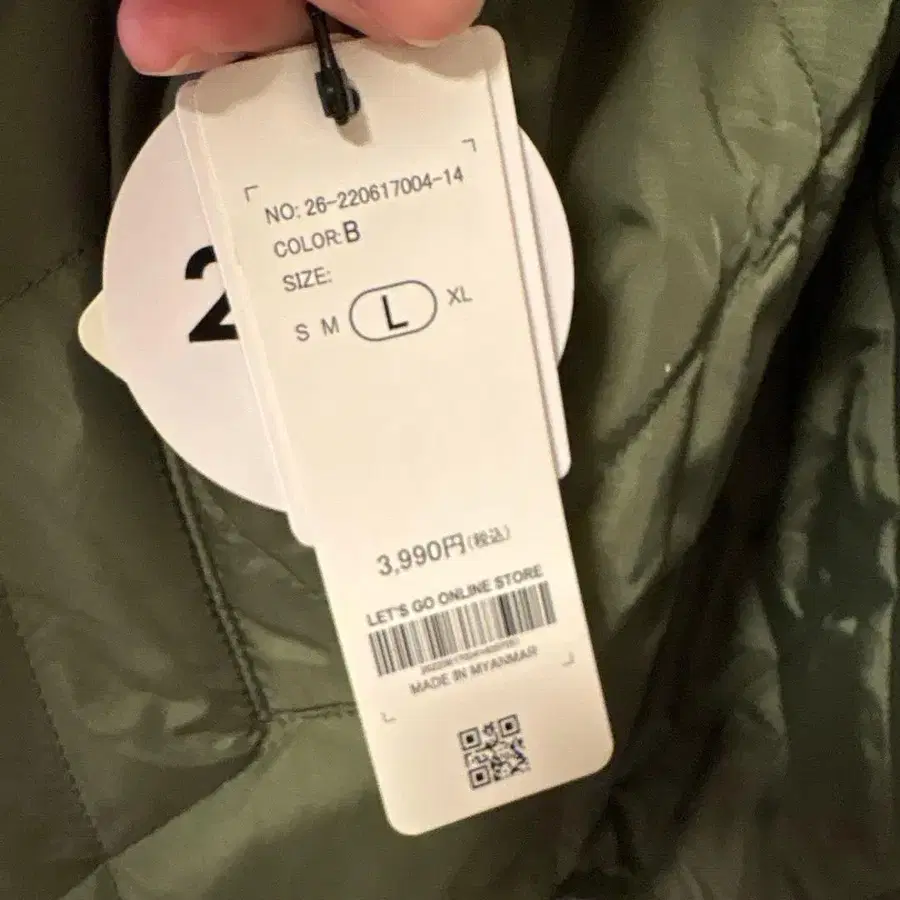 2
NO: 26-220617004-14
COLOR: B
SIZE:
S M L XL
3,990円(税込)
LET'S GO ONLINE STORE
MADE IN MYANMAR